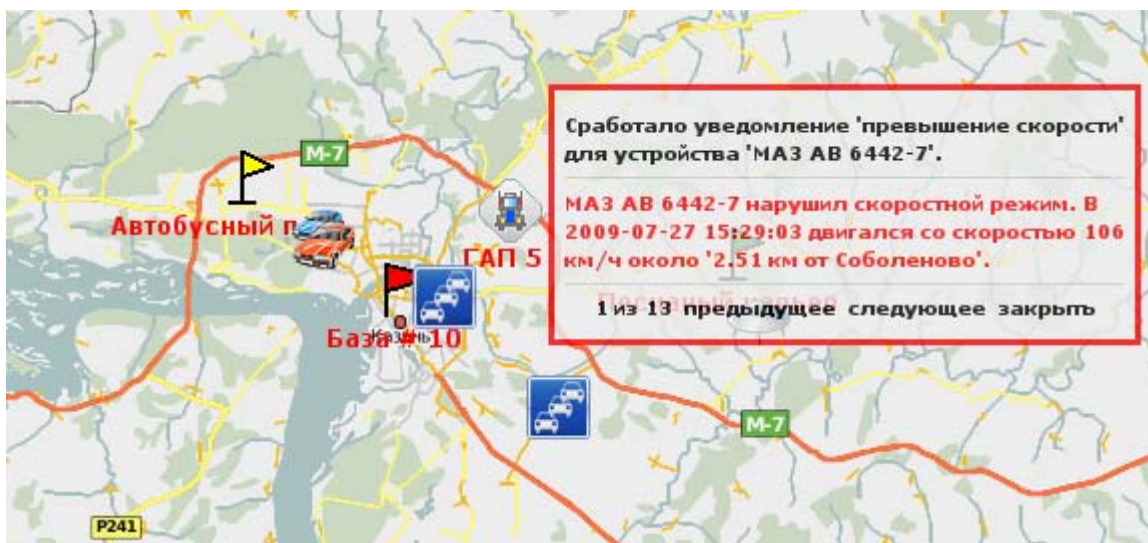 Сработало уведомление 'превышение скорости'
для устройства 'МАЗ АВ 6442-7'.
МАЗ АВ 6442-7 нарушил скоростной режим. В
2009-07-27 15:29:03 двигался со скоростью 106
км/ч около '2.51 км от Соболеново'.
1 из 13 предыдущее следующее закрыть
М-7
Автобусный п
ГАП 5
База # 10
Казань
М-7
Р241